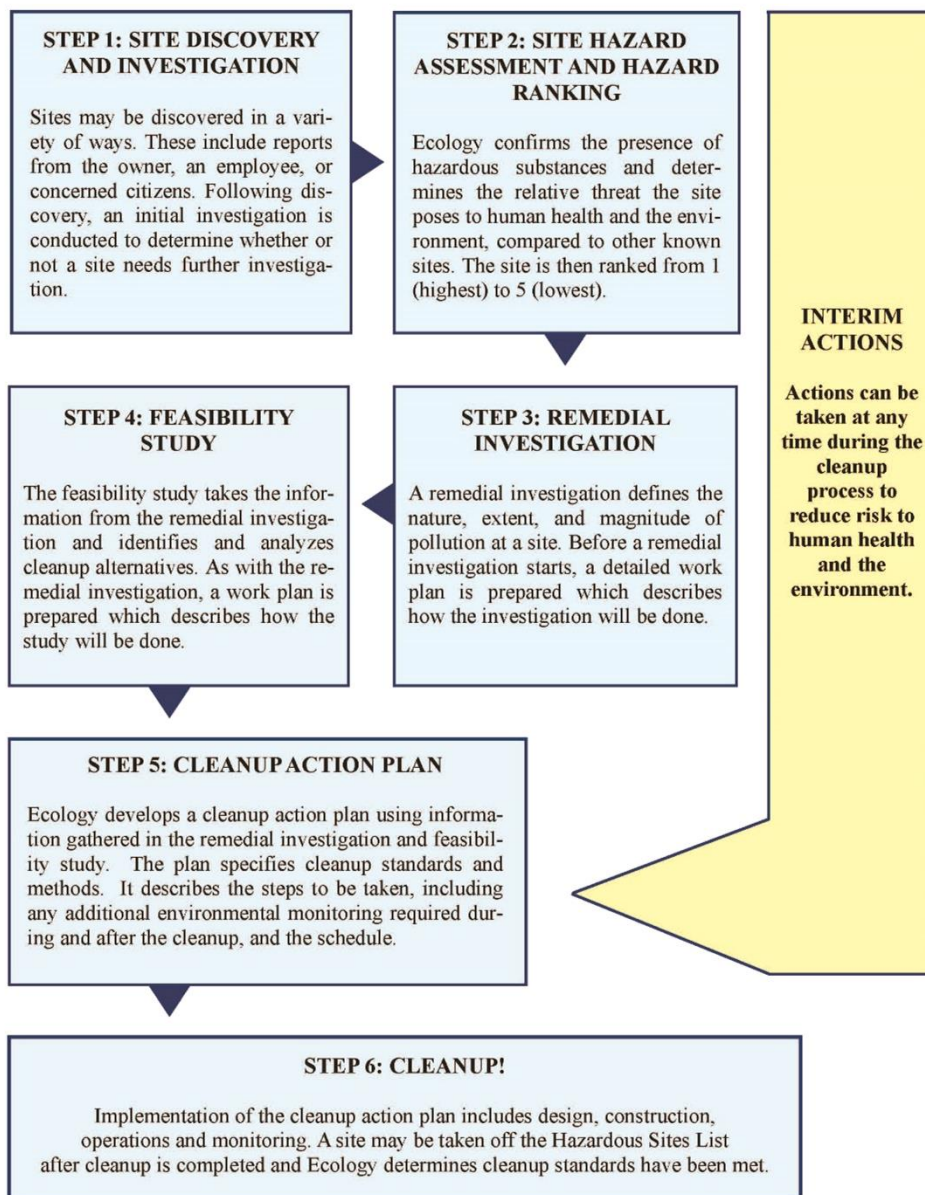 STEP 1: SITE DISCOVERY
AND INVESTIGATION
Sites may be discovered in a vari-
ety of ways. These include reports
from the owner, an employee, or
concerned citizens. Following dis-
covery, an initial investigation is
conducted to determine whether or
not a site needs further investiga-
tion.
STEP 2: SITE HAZARD
ASSESSMENT AND HAZARD
RANKING
Ecology confirms the presence of
hazardous substances and deter-
mines the relative threat the site
poses to human health and the envi-
ronment, compared to other known
sites. The site is then ranked from 1
(highest) to 5 (lowest).
STEP 3: REMEDIAL
INVESTIGATION
A remedial investigation defines the
nature, extent, and magnitude of
pollution at a site. Before a remedial
investigation starts, a detailed work
plan is prepared which describes
how the investigation will be done.
STEP 4: FEASIBILITY
STUDY
The feasibility study takes the infor-
mation from the remedial investiga-
tion and identifies and analyzes
cleanup alternatives. As with the re-
medial investigation, a work plan is
prepared which describes how the
study will be done.
STEP 5: CLEANUP ACTION PLAN
Ecology develops a cleanup action plan using informa-
tion gathered in the remedial investigation and feasibil-
ity study. The plan specifies cleanup standards and
methods. It describes the steps to be taken, including
any additional environmental monitoring required dur-
ing and after the cleanup, and the schedule.
STEP 6: CLEANUP!
Implementation of the cleanup action plan includes design, construction,
operations and monitoring. A site may be taken off the Hazardous Sites List
after cleanup is completed and Ecology determines cleanup standards have been met.
INTERIM
ACTIONS
Actions can be
taken at any
time during the
cleanup
process to
reduce risk to
human health
and the
environment.